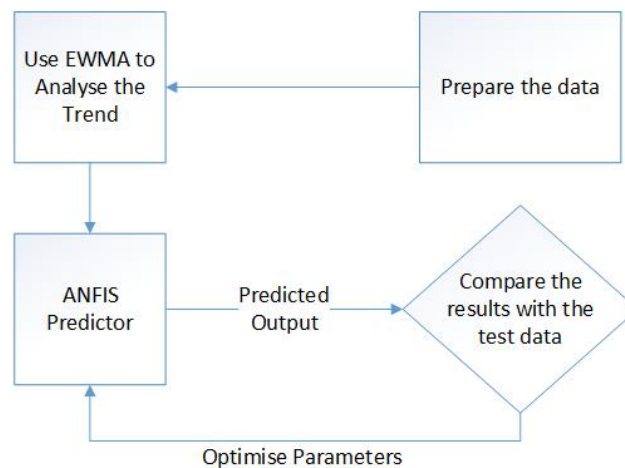 Use EWMA to
Analyse the
Trend
Prepare the data
ANFIS
Predictor
Predicted
Output
Compare the
results with the
test data
Optimise Parameters